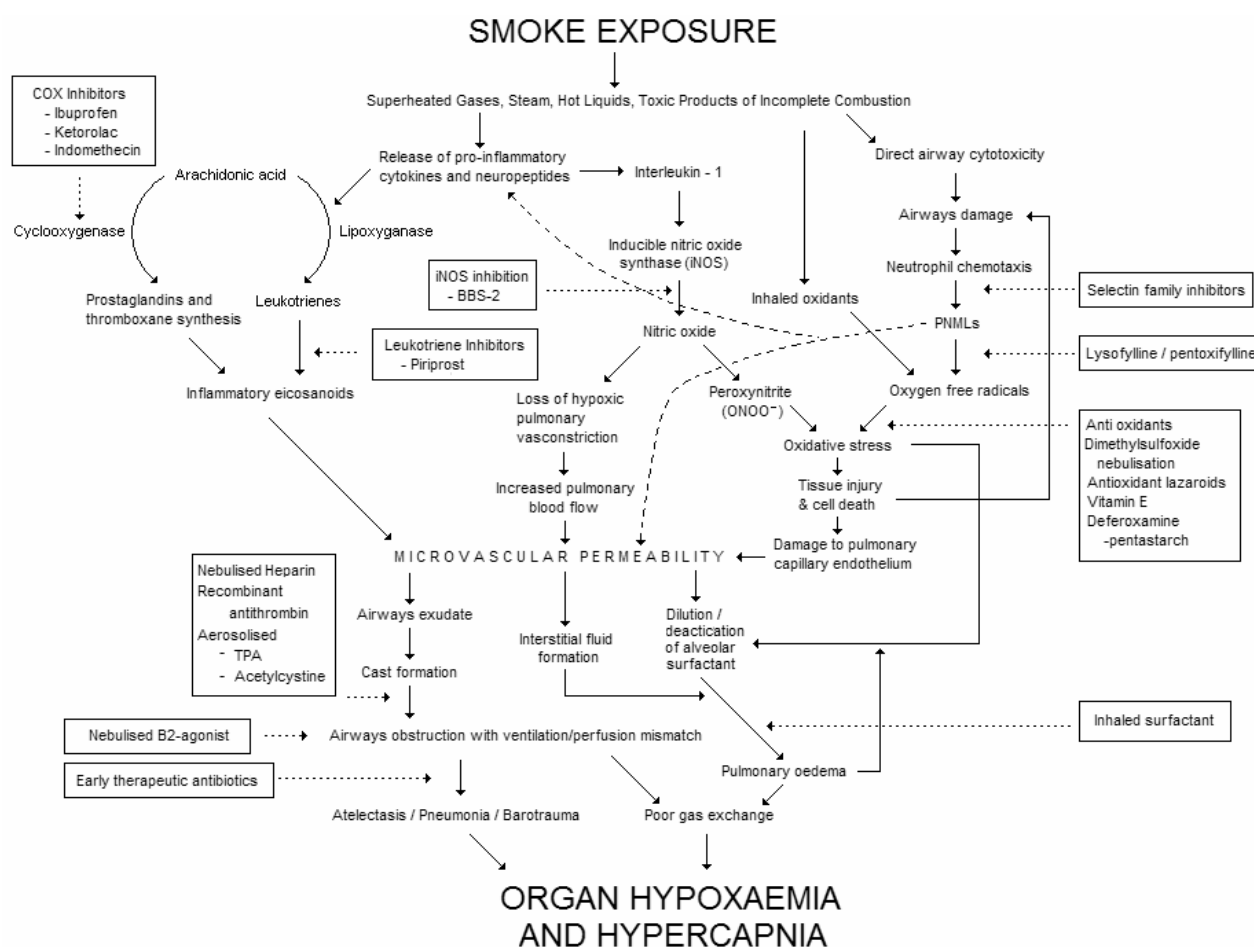 SMOKE EXPOSURE
Superheated Gases, Steam, Hot Liquids, Toxic Products of Incomplete Combustion
COX Inhibitors
- Ibuprofen
- Ketorolac
- Indomethecin
Arachidonic acid
Cyclooxygenase
Lipoxyganase
Prostaglandins and
thromboxane synthesis
Leukotrienes
Leukotriene Inhibitors
- Piriprost
Inflammatory eicosanoids
Release of pro-inflammatory
cytokines and neuropeptides
Interleukin - 1
Inducible nitric oxide
synthase (iNOS)
iNOS inhibition
- BBS-2
Nitric oxide
Loss of hypoxic
pulmonary
vasconstriction
Increased pulmonary
blood flow
Peroxynitrite
(ONOO⁻)
Inhaled oxidants
Direct airway cytotoxicity
Airways damage
Neutrophil chemotaxis
Selectin family inhibitors
PNMLs
Lysofylline / pentoxifylline
Oxygen free radicals
Anti oxidants
Dimethylsulfoxide
nebulisation
Antioxidant lazaroids
Vitamin E
Deferoxamine
-pentastarch
Oxidative stress
Tissue injury
& cell death
Damage to pulmonary
capillary endothelium
MICROVASCULAR PERMEABILITY
Nebulised Heparin
Recombinant
antithrombin
Aerosolised
- TPA
- Acetylcystine
Airways exudate
Cast formation
Interstitial fluid
formation
Dilution /
deactication
of alveolar
surfactant
Inhaled surfactant
Nebulised B2-agonist
Airways obstruction with ventilation/perfusion mismatch
Early therapeutic antibiotics
Pulmonary oedema
Atelectasis / Pneumonia / Barotrauma
Poor gas exchange
ORGAN HYPOXAEMIA
AND HYPERCAPNIA